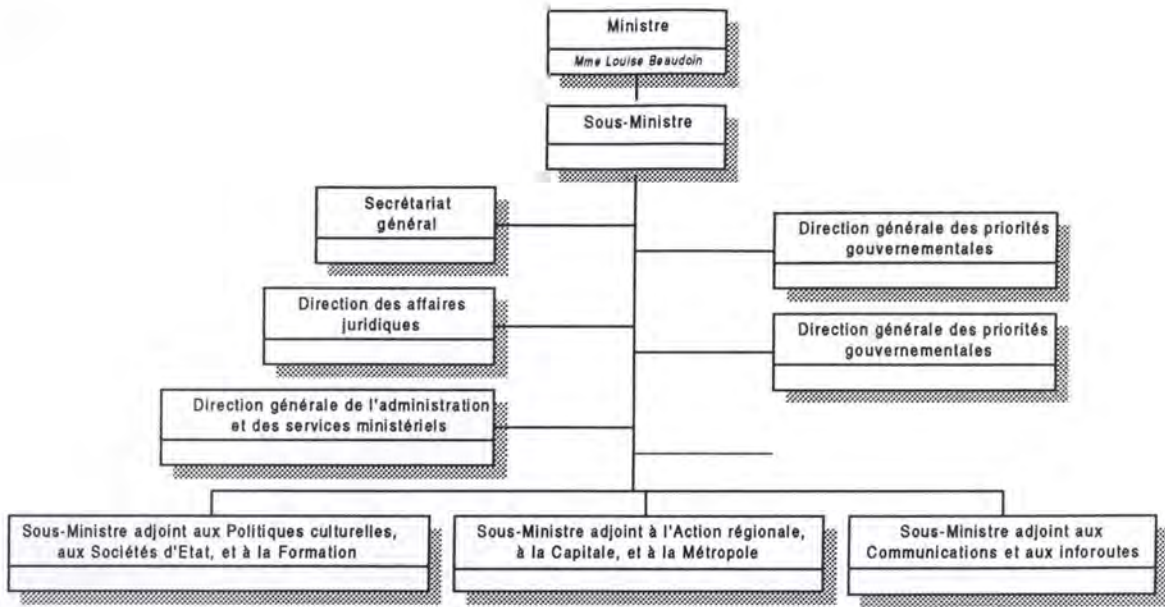 Ministre
Mme Louise Beaudoin
Sous-Ministre
Secrétariat
général
Direction générale des priorités
gouvernementales
Direction des affaires
juridiques
Direction générale des priorités
gouvernementales
Direction générale de l'administration
et des services ministériels
Sous-Ministre adjoint aux Politiques culturelles,
aux Sociétés d'Etat, et à la Formation
Sous-Ministre adjoint à l'Action régionale,
à la Capitale, et à la Métropole
Sous-Ministre adjoint aux
Communications et aux inforoutes